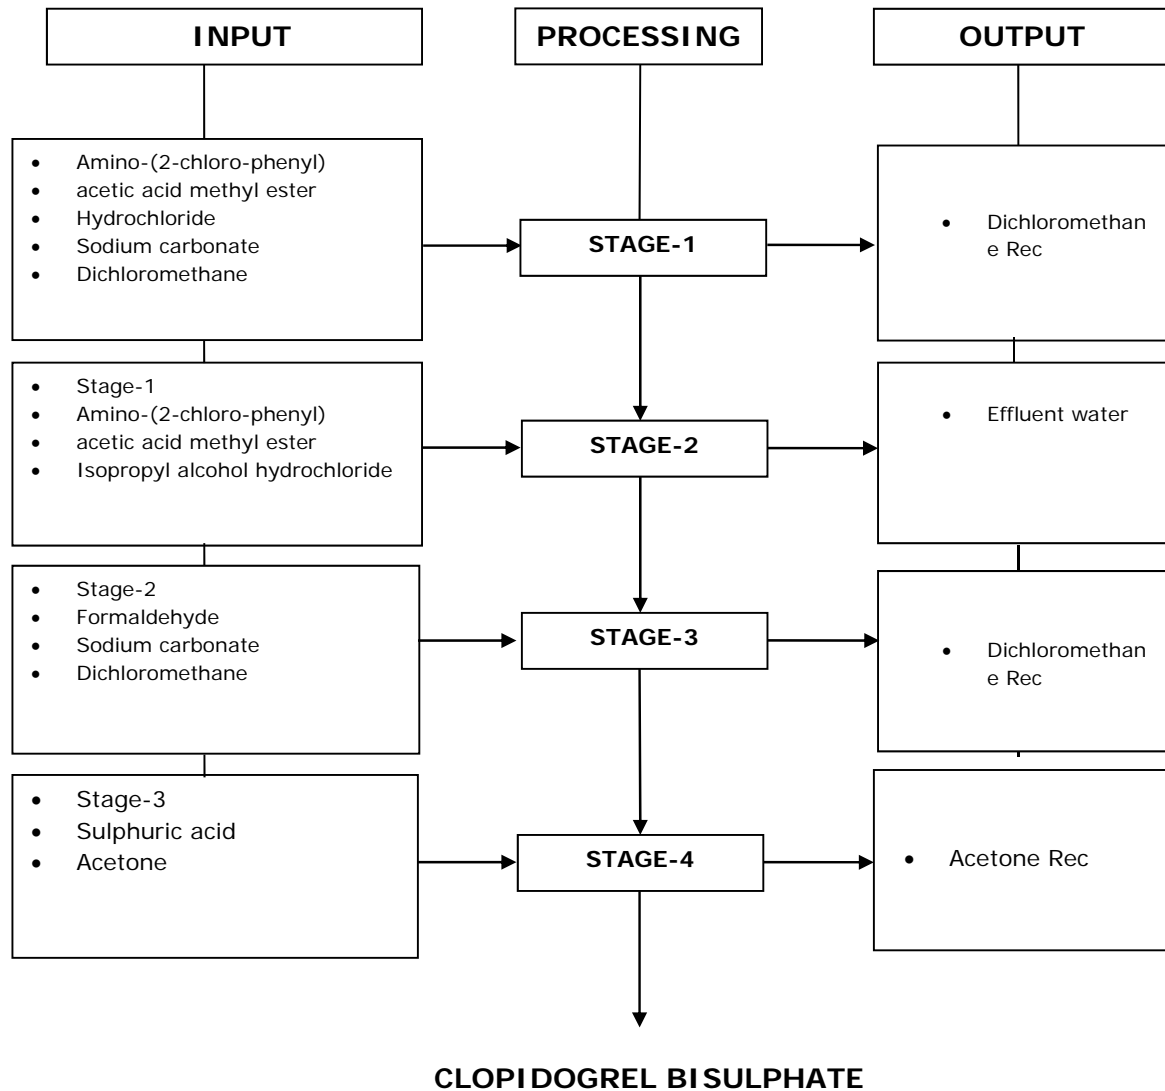 INPUT
PROCESSING
OUTPUT
• Amino-(2-chloro-phenyl)
• acetic acid methyl ester
• Hydrochloride
• Sodium carbonate
• Dichloromethane
STAGE-1
• Dichloromethan
e Rec
• Stage-1
• Amino-(2-chloro-phenyl)
• acetic acid methyl ester
• Isopropyl alcohol hydrochloride
STAGE-2
• Effluent water
• Stage-2
• Formaldehyde
• Sodium carbonate
• Dichloromethane
STAGE-3
• Dichloromethan
e Rec
• Stage-3
• Sulphuric acid
• Acetone
STAGE-4
• Acetone Rec
CLOPIDOGREL BISULPHATE